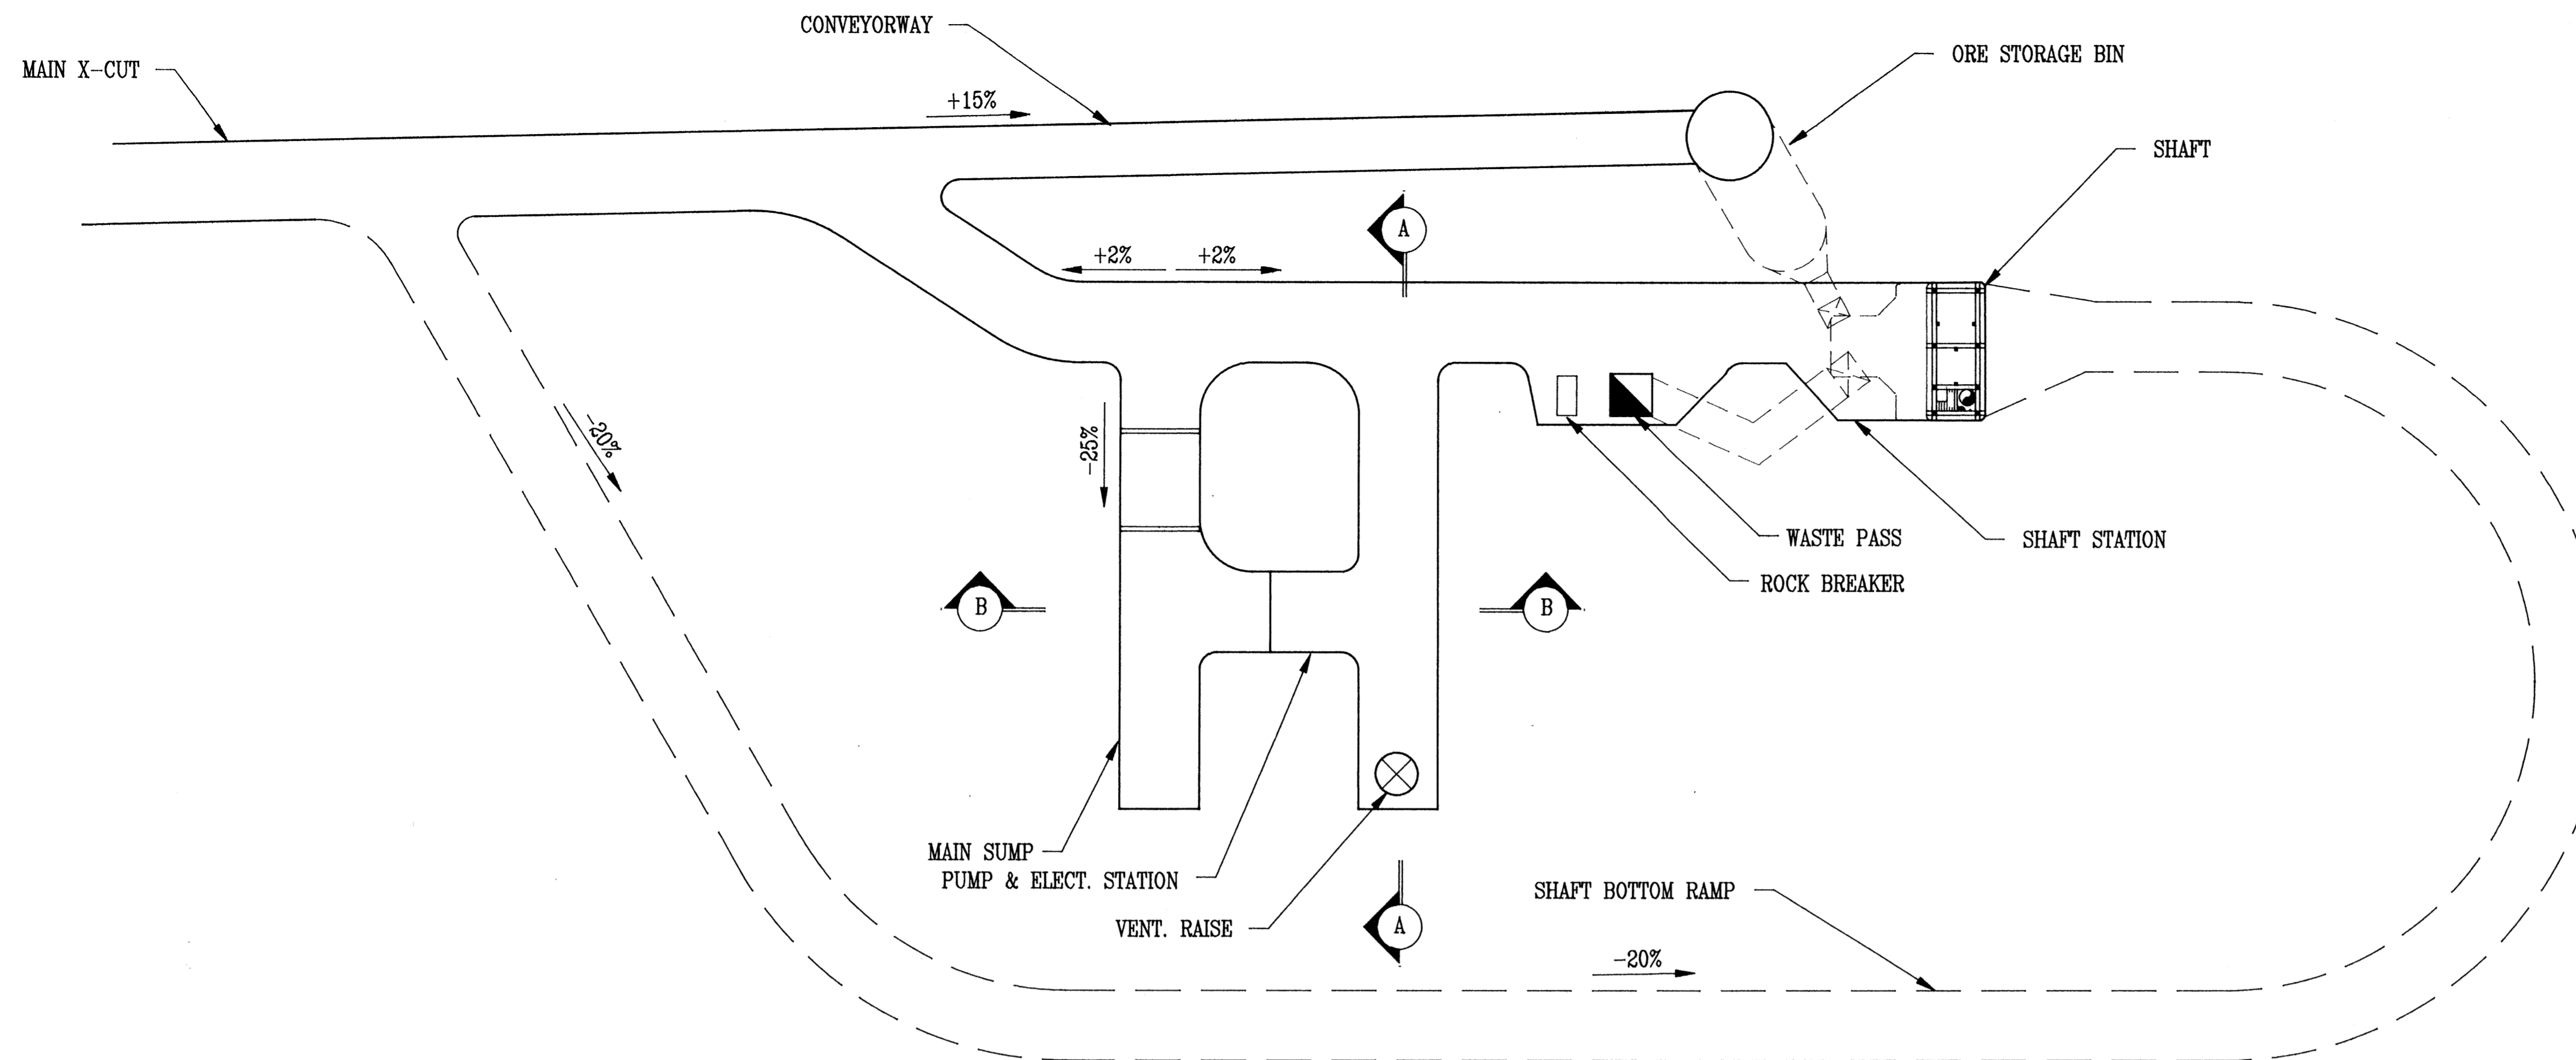 CONVEYORWAY
ORE STORAGE BIN
MAIN X-CUT
+15%
SHAFT
A
+2%
+2%
-20%
-25%
WASTE PASS
SHAFT STATION
ROCK BREAKER
B
B
MAIN SUMP
PUMP & ELECT. STATION
SHAFT BOTTOM RAMP
VENT. RAISE
A
-20%